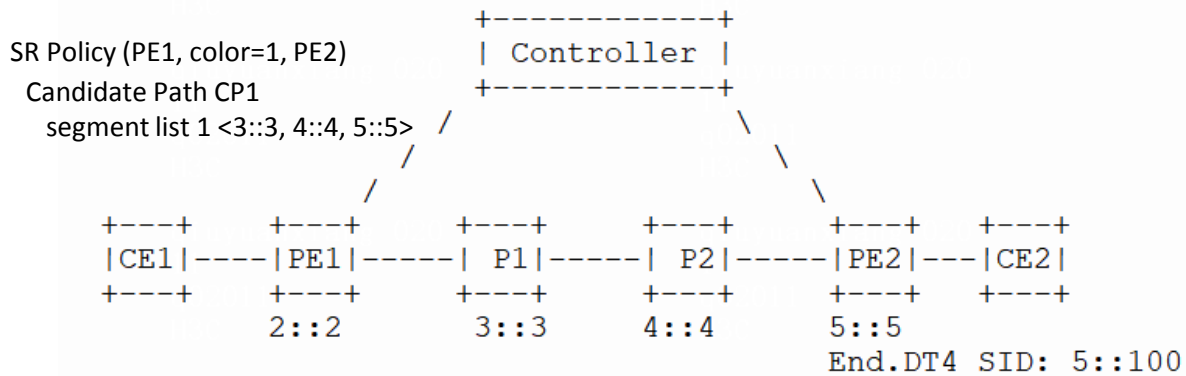 +------------+
SR Policy (PE1, color=1, PE2) | Controller |
Candidate Path CP1 +------------+
segment list 1 <3::3, 4::4, 5::5> / \
/ \
/ \
+---+ +---+ +---+ +---+ +---+ +---+
|CE1|----|PE1|-----| P1|-----| P2|-----|PE2|---|CE2|
+---+ +---+ +---+ +---+ +---+ +---+
2::2 3::3 4::4 5::5
End.DT4 SID: 5::100